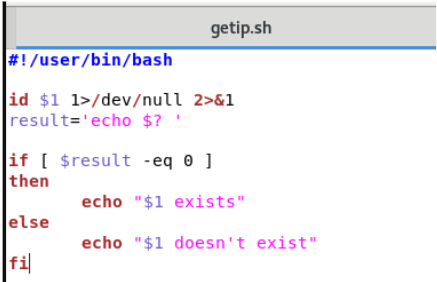 getip.sh
#!/user/bin/bash
id $1 1>/dev/null 2>&1
result='echo $? '
if [ $result -eq 0 ]
then
echo "$1 exists"
else
echo "$1 doesn't exist"
fi